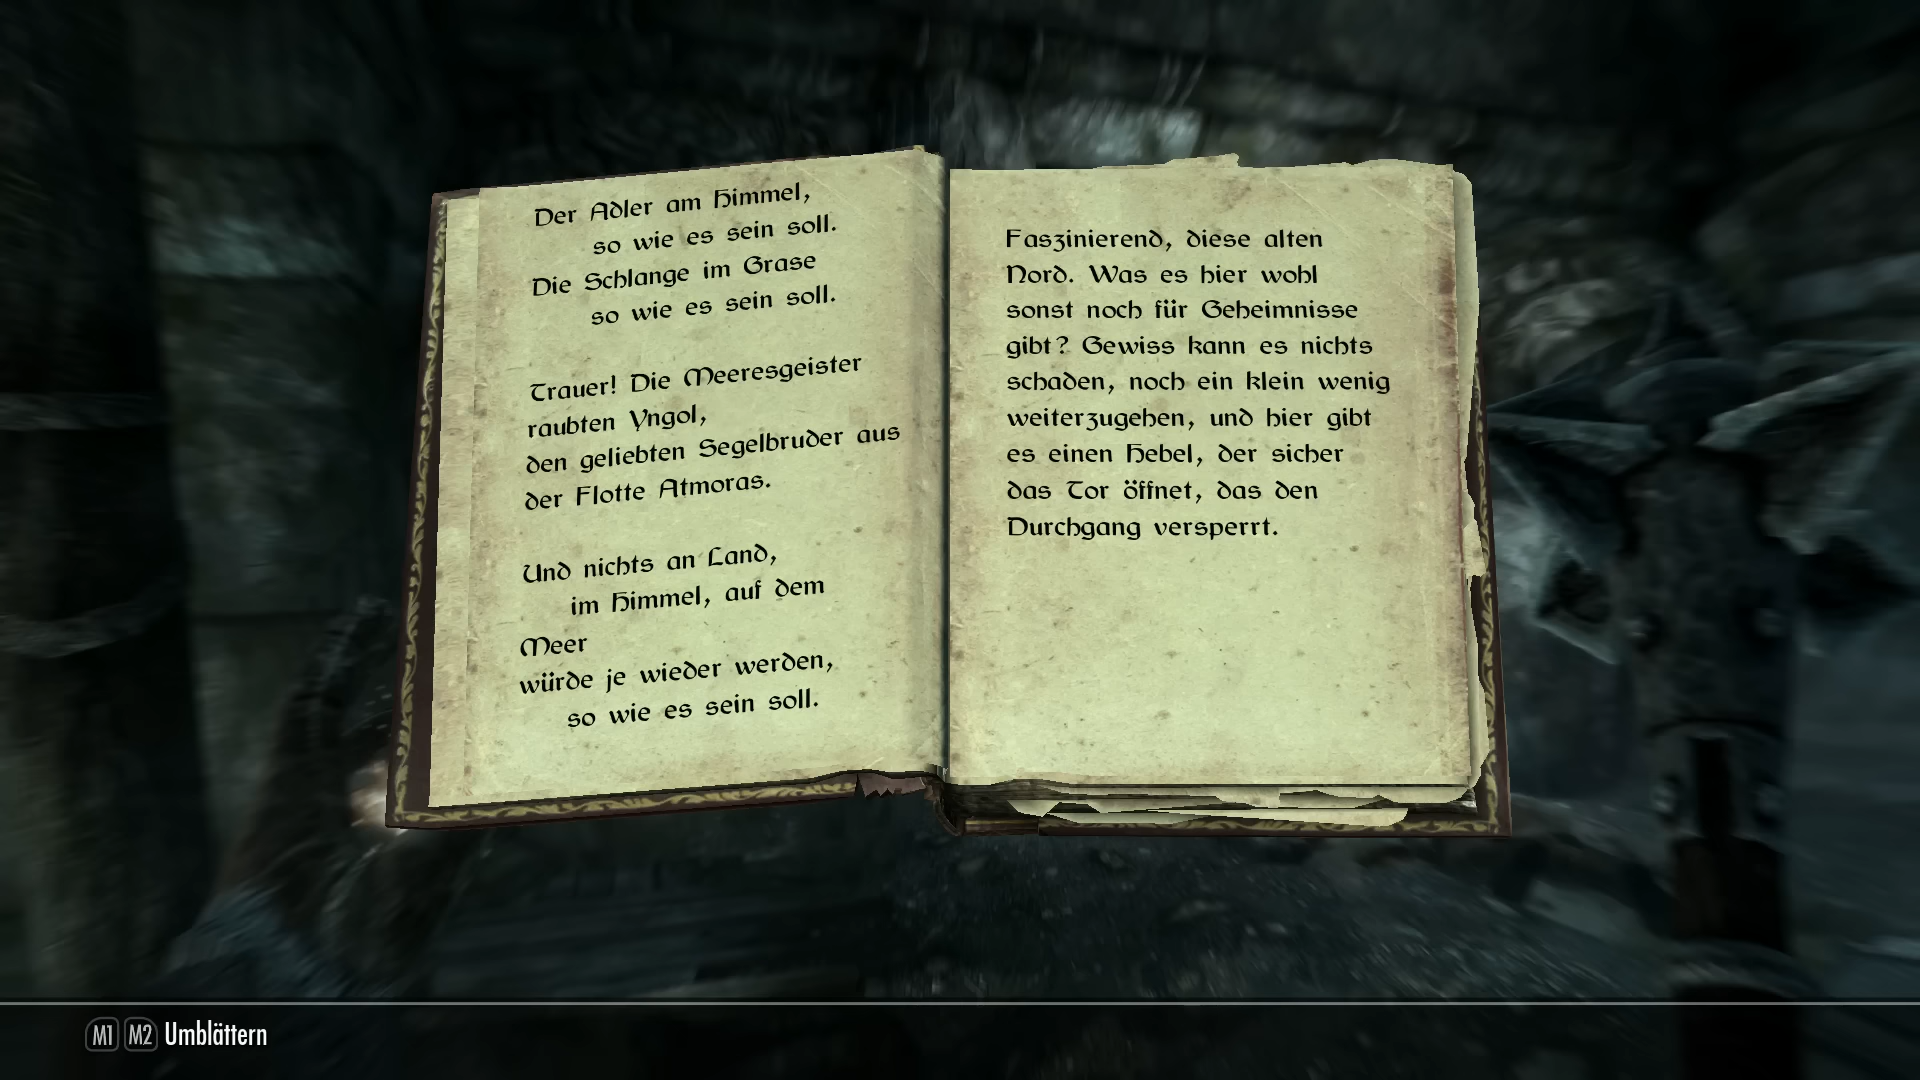 Der Adler am Himmel,
so wie es sein soll.
Die Schlange im Grase
so wie es sein soll.
Trauer! Die Meeresgeister
raubten Yngol,
den geliebten Segelbruder aus
der Flotte Atmoras.
Und nichts an Land,
im Himmel, auf dem
Meer
würde je wieder werden,
so wie es sein soll.
Faszinierend, diese alten
Nord. Was es hier wohl
sonst noch für Geheimnisse
gibt? Gewiss kann es nichts
schaden, noch ein klein wenig
weiterzugehen, und hier gibt
es einen Hebel, der sicher
das Tor öffnet, das den
Durchgang versperrt.
M1 M2 Umblättern